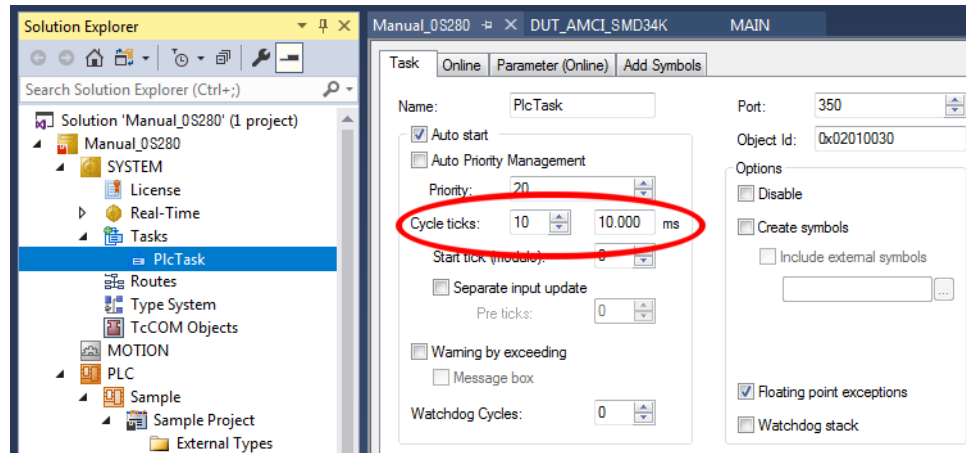 Solution Explorer
Search Solution Explorer (Ctrl+;)
Solution 'Manual_0S280' (1 project)
Manual_0S280
SYSTEM
License
Real-Time
Tasks
PlcTask
Routes
Type System
TcCOM Objects
MOTION
PLC
Sample
Sample Project
External Types
Manual_0S280 DUT_AMCI_SMD34K MAIN
Task Online Parameter (Online) Add Symbols
Name: PlcTask
Auto start
Auto Priority Management
Priority: 20
Cycle ticks: 10 10.000 ms
Start tick (modulo): 0
Separate input update
Pre ticks: 0
Warning by exceeding
Message box
Watchdog Cycles: 0
Port: 350
Object Id: 0x02010030
Options
Disable
Create symbols
Include external symbols
...
Floating point exceptions
Watchdog stack